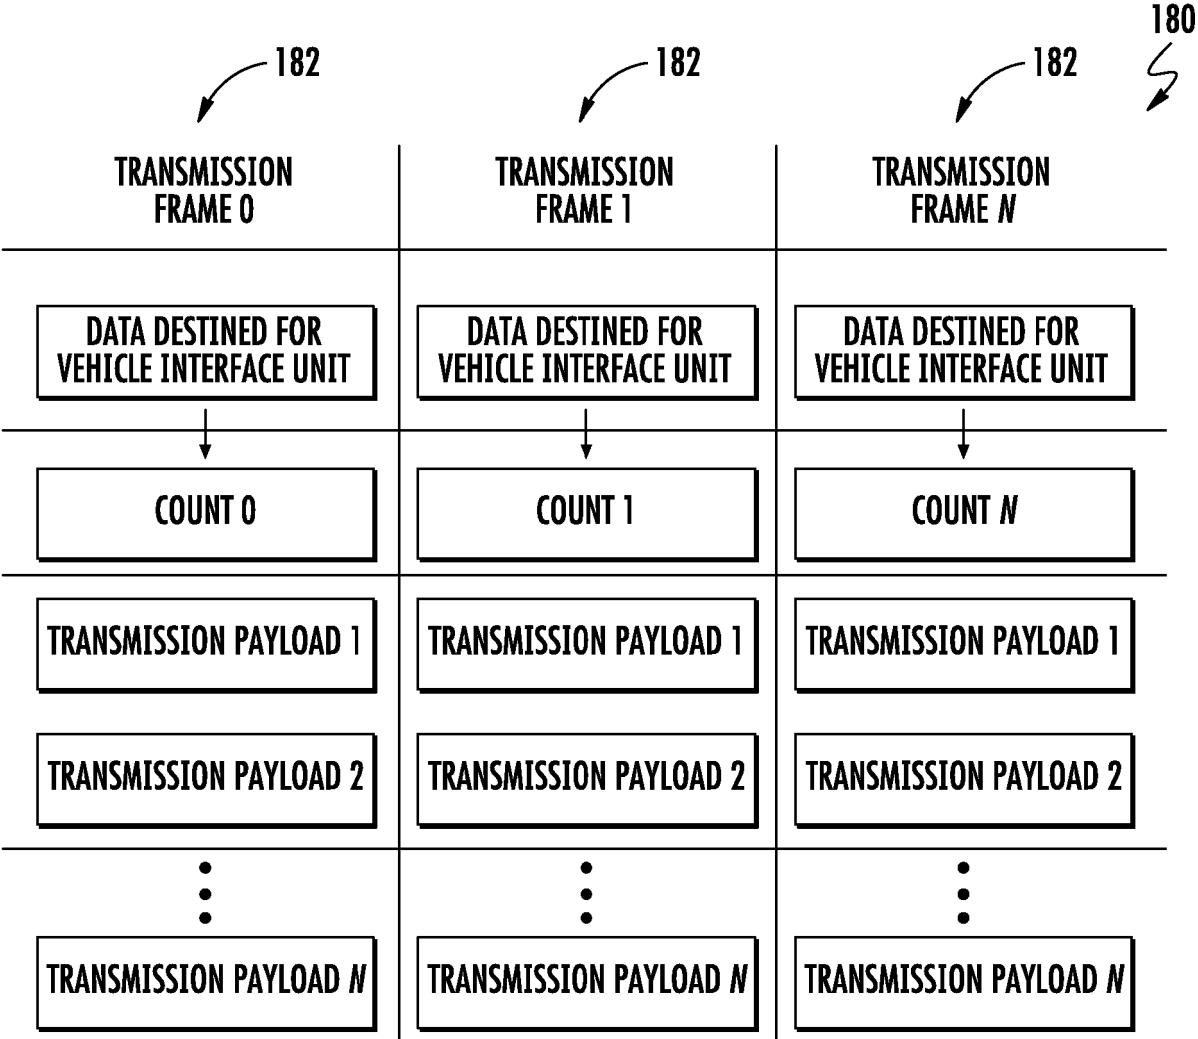 180
182 182 182
TRANSMISSION TRANSMISSION TRANSMISSION
FRAME 0 FRAME 1 FRAME N
DATA DESTINED FOR DATA DESTINED FOR DATA DESTINED FOR
VEHICLE INTERFACE UNIT VEHICLE INTERFACE UNIT VEHICLE INTERFACE UNIT
COUNT 0 COUNT 1 COUNT N
TRANSMISSION PAYLOAD 1 TRANSMISSION PAYLOAD 1 TRANSMISSION PAYLOAD 1
TRANSMISSION PAYLOAD 2 TRANSMISSION PAYLOAD 2 TRANSMISSION PAYLOAD 2
TRANSMISSION PAYLOAD N TRANSMISSION PAYLOAD N TRANSMISSION PAYLOAD N